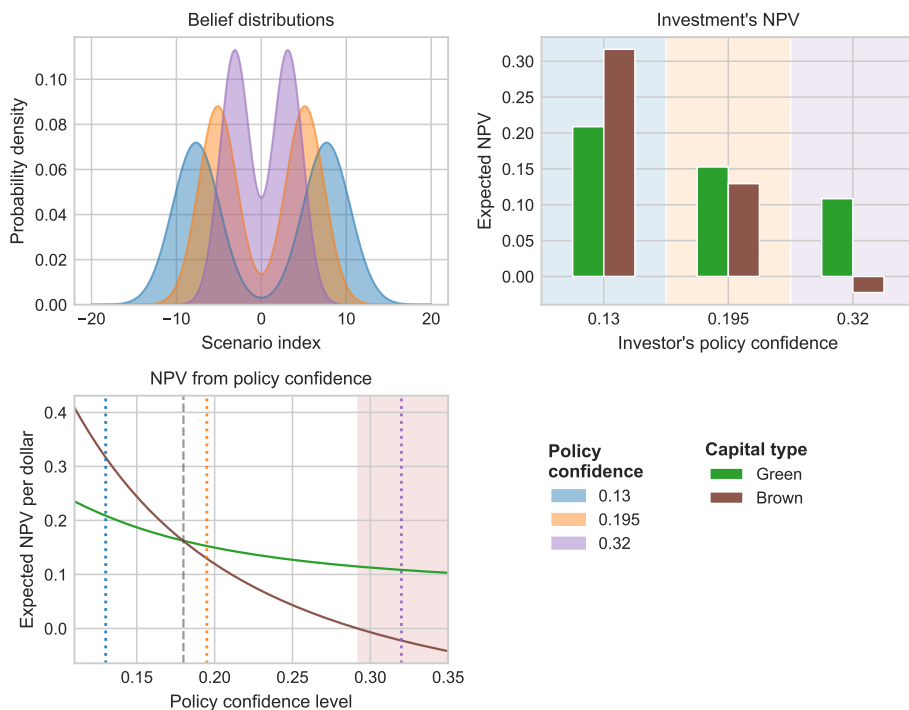 Belief distributions
Probability density
0.10
0.08
0.06
0.04
0.02
0.00
−20
−10
0
10
20
Scenario index
Investment's NPV
Expected NPV
0.30
0.25
0.20
0.15
0.10
0.05
0.00
0.13
0.195
0.32
Investor's policy confidence
NPV from policy confidence
Expected NPV per dollar
0.4
0.3
0.2
0.1
0.0
0.15
0.20
0.25
0.30
0.35
Policy confidence level
Policy
confidence
0.13
0.195
0.32
Capital type
Green
Brown